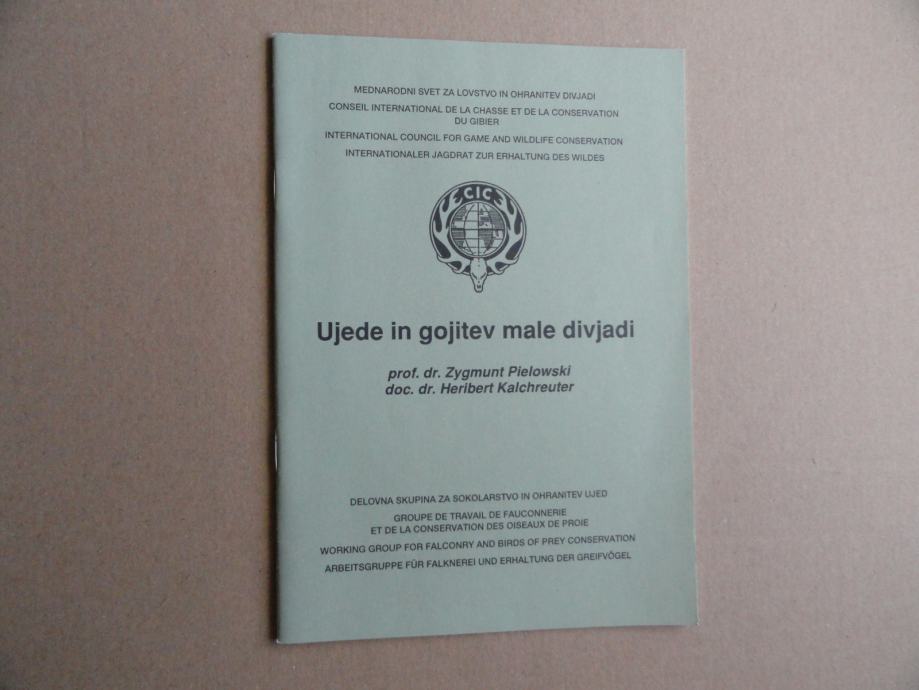 MEDNARODNI SVET ZA LOVSTVO IN OHRANITEV DIVJADI
CONSEIL INTERNATIONAL DE LA CHASSE ET DE LA CONSERVATION
DU GIBIER
INTERNATIONAL COUNCIL FOR GAME AND WILDLIFE CONSERVATION
INTERNATIONALER JAGDRAT ZUR ERHALTUNG DES WILDES
CIC
Ujede in gojitev male divjadi
prof. dr. Zygmunt Pielowski
doc. dr. Heribert Kalchreuter
DELOVNA SKUPINA ZA SOKOLARSTVO IN OHRANITEV UJED
GROUPE DE TRAVAIL DE FAUCONNERIE
ET DE LA CONSERVATION DES OISEAUX DE PROIE
WORKING GROUP FOR FALCONRY AND BIRDS OF PREY CONSERVATION
ARBEITSGRUPPE FÜR FALKNEREI UND ERHALTUNG DER GREIFVÖGEL